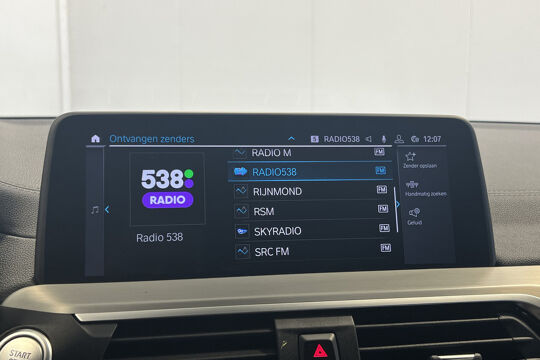 Ontvangen zenders
S RADIO538
12:07
RADIO M FM
RADIO538 FM
RIJNMOND FM
RSM FM
SKYRADIO FM
SRC FM FM
538
RADIO
Radio 538
Zender opslaan
Handmatig zoeken
Geluid
START